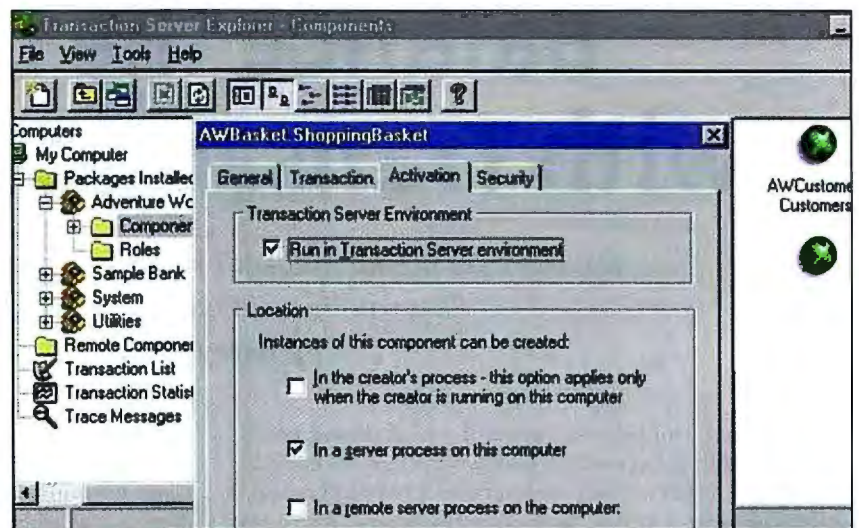 Transaction Server Explorer - Components
File View Tools Help
Computers
My Computer
Packages Installec
Adventure Wc
Componer
Roles
Sample Bank
System
Utilities
Remote Componer
Transaction List
Transaction Statist
Trace Messages
AWBasket.ShoppingBasket
General Transaction Activation Security
Transaction Server Environment
Run in Transaction Server environment
Location
Instances of this component can be created:
In the creator's process - this option applies only
when the creator is running on this computer
In a server process on this computer
In a remote server process on the computer:
AWCustome
Customers